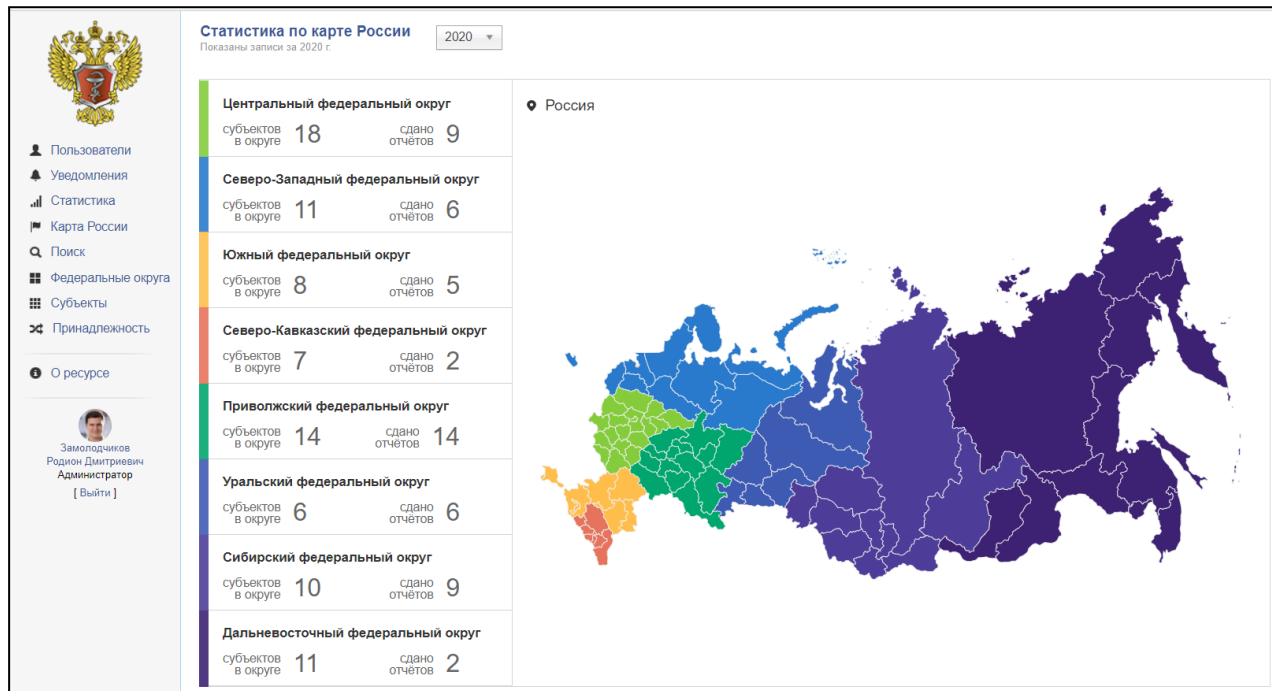 Статистика по карте России
2020
Показаны записи за 2020 г.
Пользователи
Уведомления
Статистика
Карта России
Поиск
Федеральные округа
Субъекты
Принадлежность
О ресурсе
Замолодчиков
Родион Дмитриевич
Администратор
[ Выйти ]
Центральный федеральный округ
субъектов в округе 18 сдано отчётов 9
Северо-Западный федеральный округ
субъектов в округе 11 сдано отчётов 6
Южный федеральный округ
субъектов в округе 8 сдано отчётов 5
Северо-Кавказский федеральный округ
субъектов в округе 7 сдано отчётов 2
Приволжский федеральный округ
субъектов в округе 14 сдано отчётов 14
Уральский федеральный округ
субъектов в округе 6 сдано отчётов 6
Сибирский федеральный округ
субъектов в округе 10 сдано отчётов 9
Дальневосточный федеральный округ
субъектов в округе 11 сдано отчётов 2
Россия